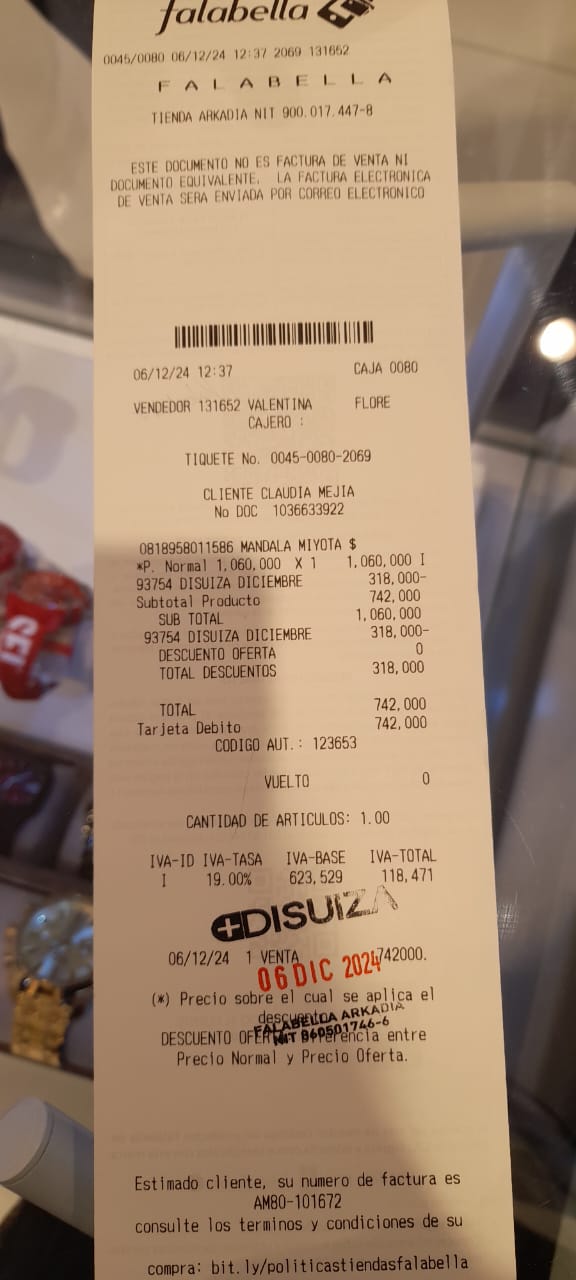 falabella
0045/0080 06/12/24 12:37 2069 131652
F A L A B E L L A
TIENDA ARKADIA NIT 900.017.447-8
ESTE DOCUMENTO NO ES FACTURA DE VENTA NI
DOCUMENTO EQUIVALENTE. LA FACTURA ELECTRONICA
DE VENTA SERA ENVIADA POR CORREO ELECTRONICO
06/12/24 12:37 CAJA 0080
VENDEDOR 131652 VALENTINA FLORE
CAJERO :
TIQUETE No. 0045-0080-2069
CLIENTE CLAUDIA MEJIA
No DOC 1036633922
0818958011586 MANDALA MIYOTA $
*P. Normal 1,060,000 X 1 1,060,000 I
93754 DISUIZA DICIEMBRE 318,000-
Subtotal Producto 742,000
SUB TOTAL 1,060,000
93754 DISUIZA DICIEMBRE 318,000-
DESCUENTO OFERTA 0
TOTAL DESCUENTOS 318,000
TOTAL 742,000
Tarjeta Debito 742,000
CODIGO AUT.: 123653
VUELTO 0
CANTIDAD DE ARTICULOS: 1.00
IVA-ID IVA-TASA IVA-BASE IVA-TOTAL
I 19.00% 623,529 118,471
DISUIZA
06/12/24 1 VENTA 742000.
06 DIC 2024
(*) Precio sobre el cual se aplica el
descuento
FALABELLA ARKADIA
NIT 860501746-6
DESCUENTO OFERTA Diferencia entre
Precio Normal y Precio Oferta.
Estimado cliente, su numero de factura es
AM80-101672
consulte los terminos y condiciones de su
compra: bit.ly/politicastiendasfalabella